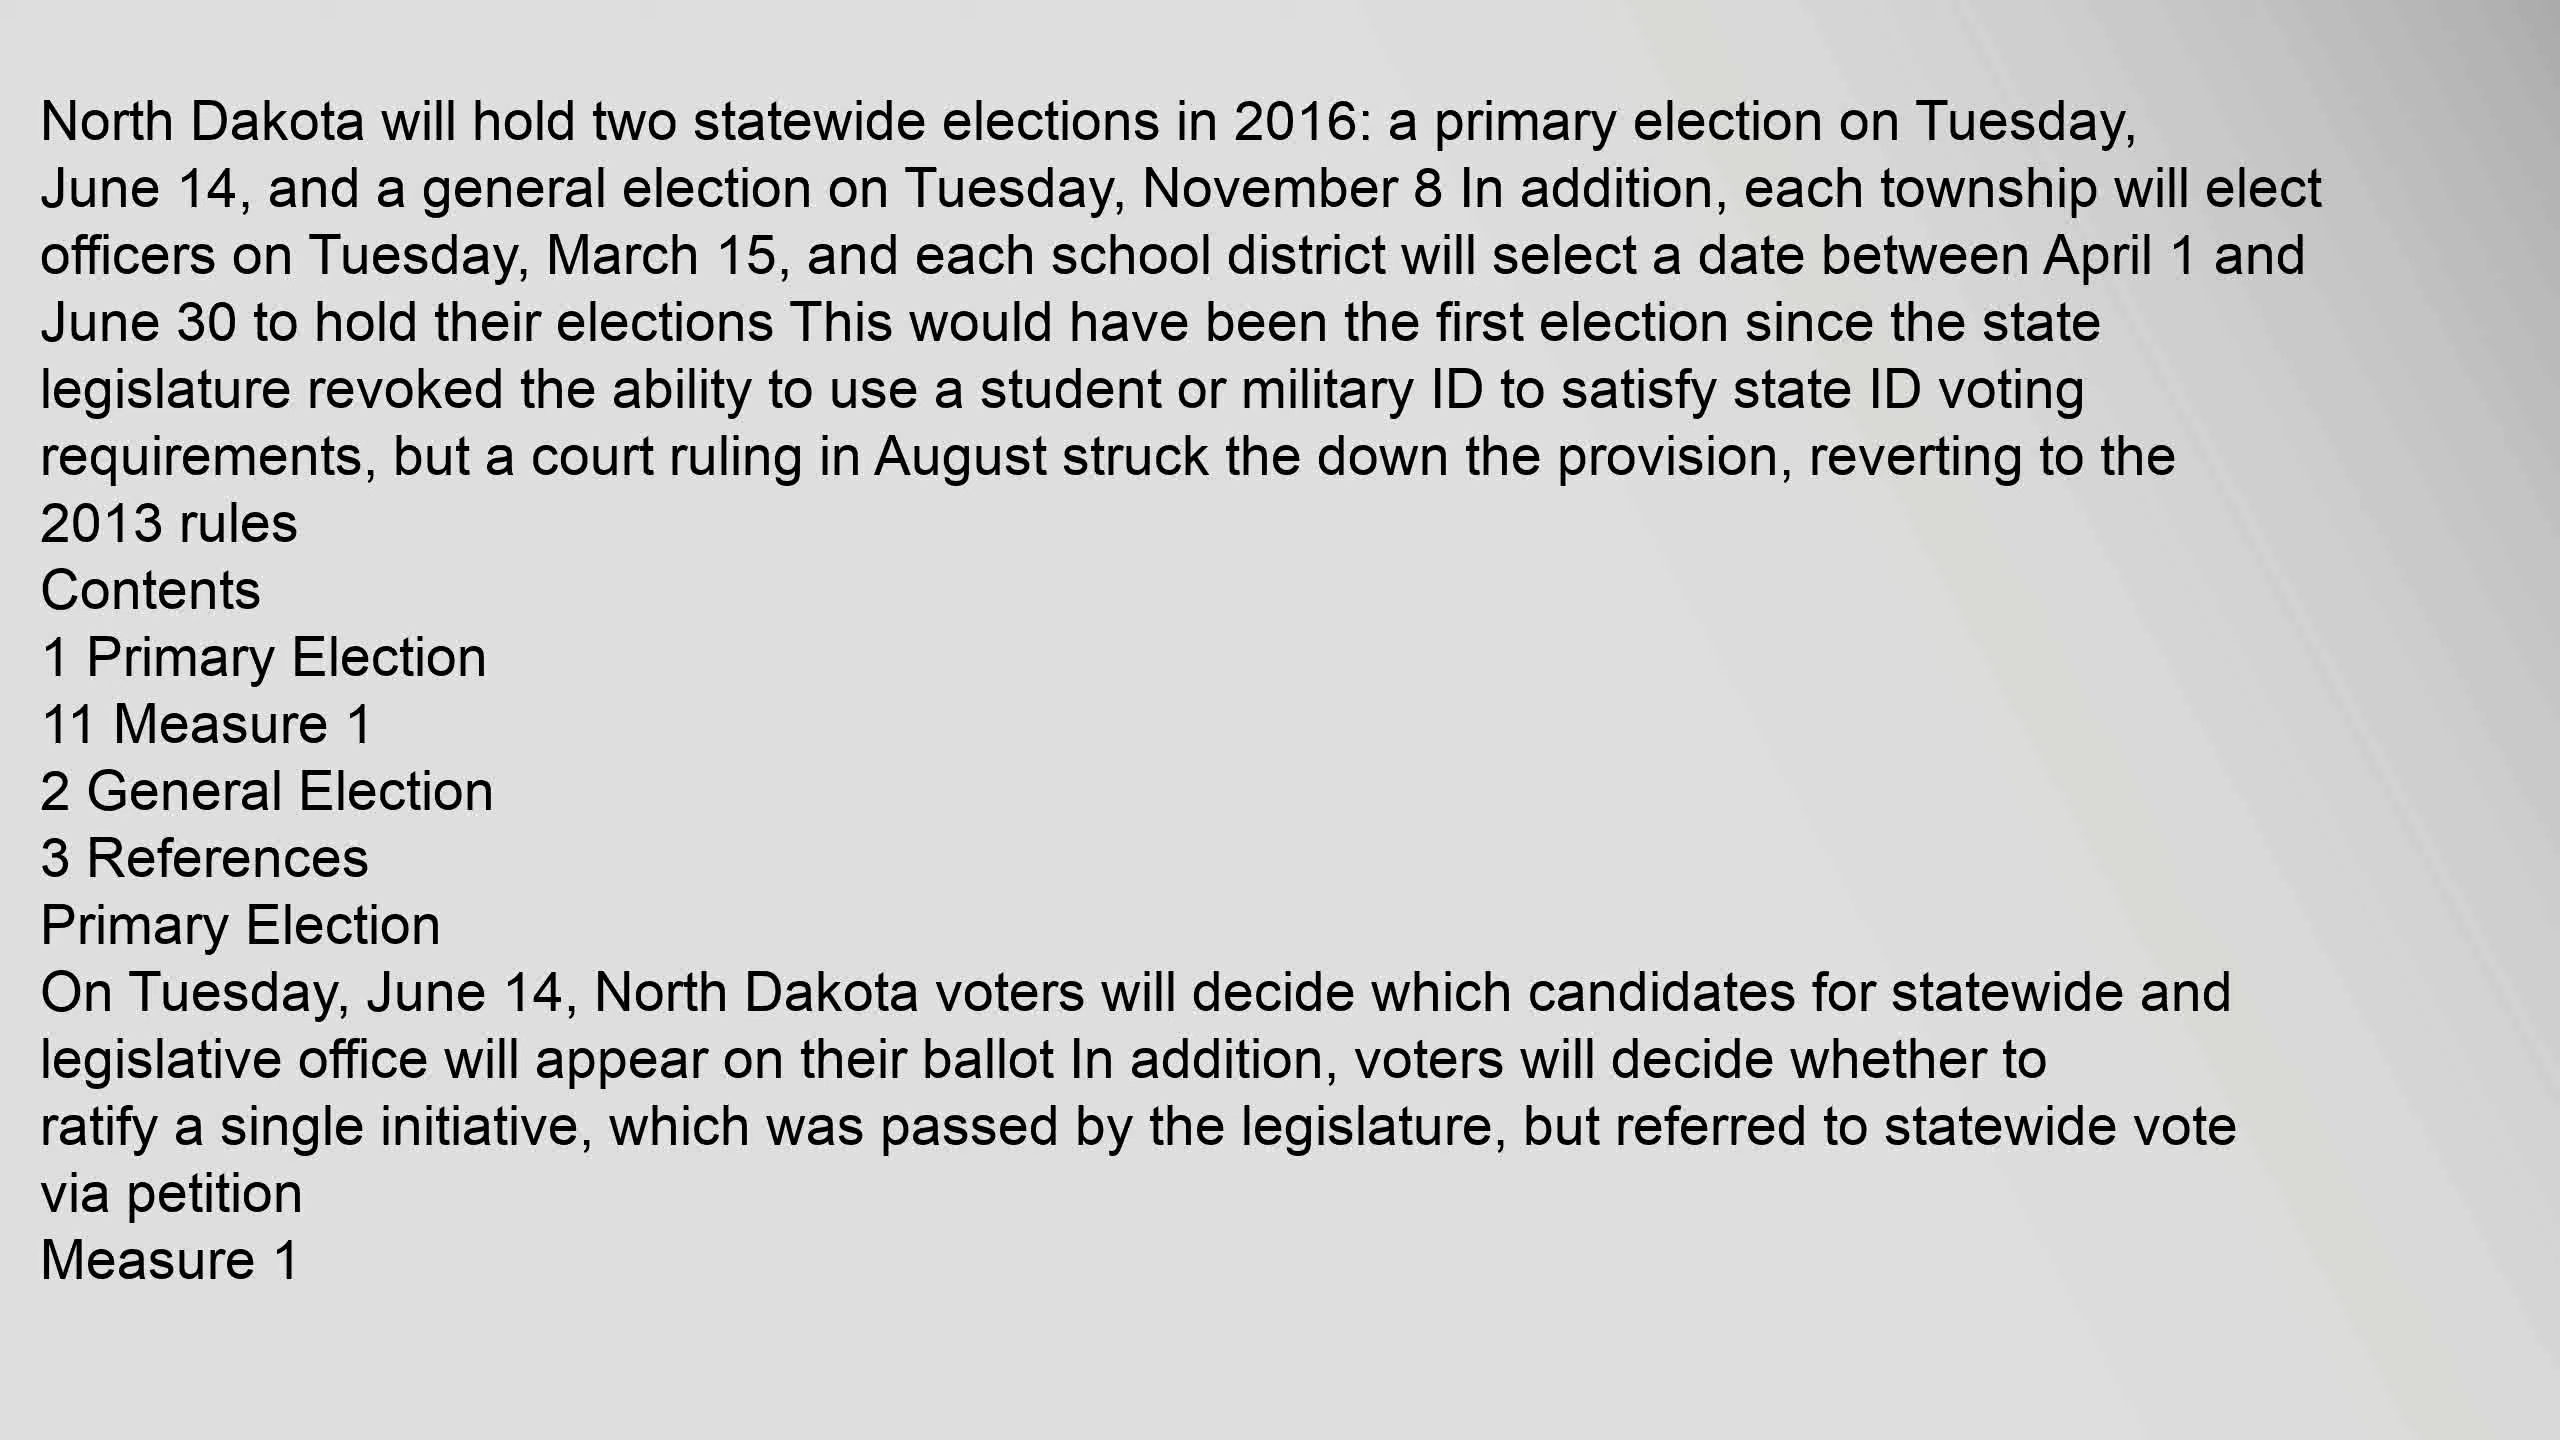 North Dakota will hold two statewide elections in 2016: a primary election on Tuesday,
June 14, and a general election on Tuesday, November 8 In addition, each township will elect
officers on Tuesday, March 15, and each school district will select a date between April 1 and
June 30 to hold their elections This would have been the first election since the state
legislature revoked the ability to use a student or military ID to satisfy state ID voting
requirements, but a court ruling in August struck the down the provision, reverting to the
2013 rules
Contents
1 Primary Election
11 Measure 1
2 General Election
3 References
Primary Election
On Tuesday, June 14, North Dakota voters will decide which candidates for statewide and
legislative office will appear on their ballot In addition, voters will decide whether to
ratify a single initiative, which was passed by the legislature, but referred to statewide vote
via petition
Measure 1